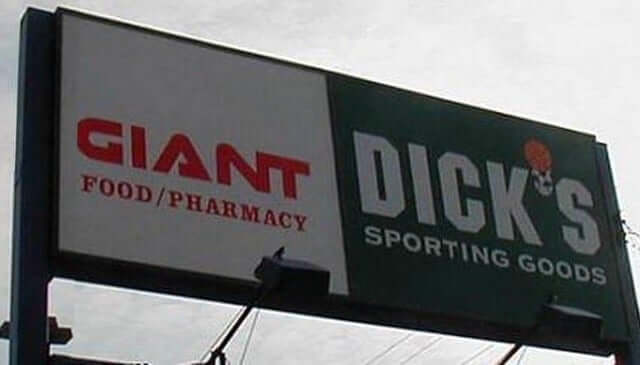 GIANT
FOOD/PHARMACY
DICK'S
SPORTING GOODS